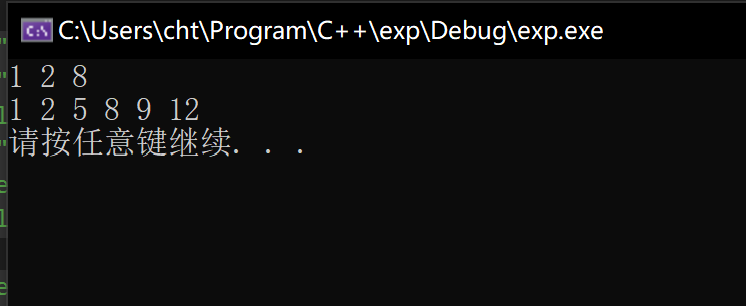 C:\Users\cht\Program\C++\exp\Debug\exp.exe
1 2 8
1 2 5 8 9 12
请按任意键继续. . .